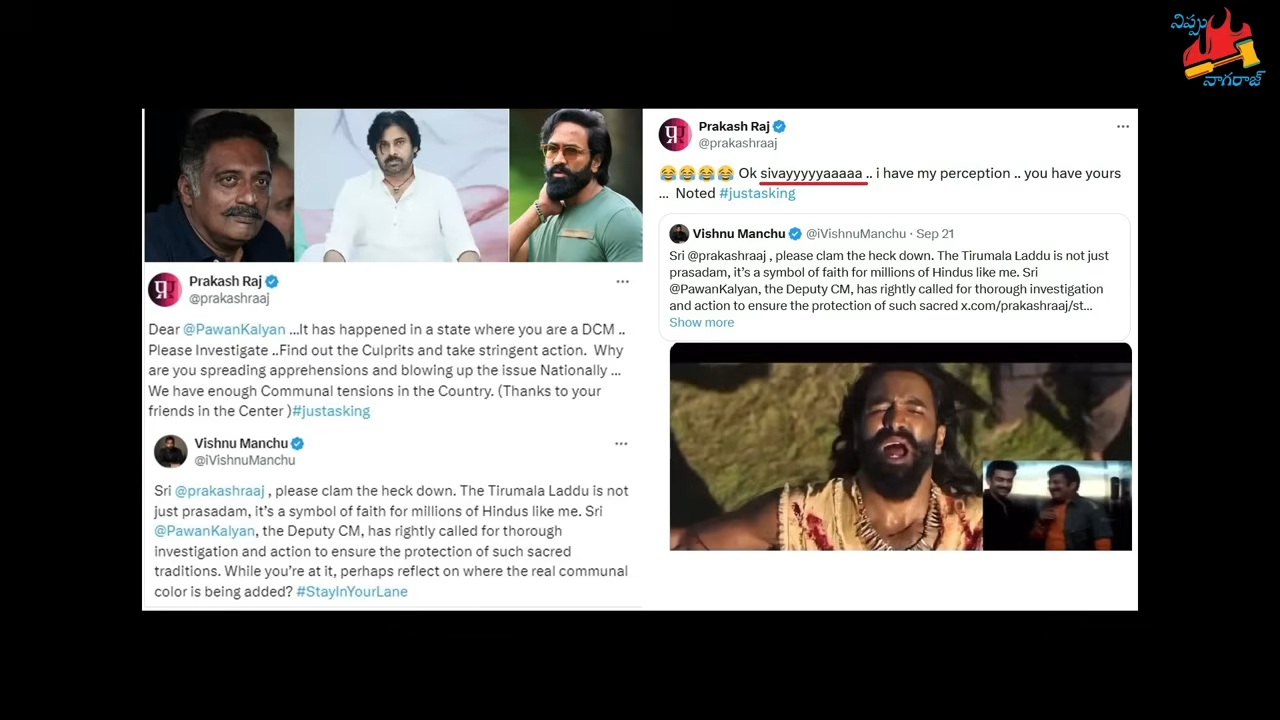 నిప్పు
నాగరాజ్
Prakash Raj
@prakashraaj
Dear @PawanKalyan ...It has happened in a state where you are a DCM ..
Please Investigate ..Find out the Culprits and take stringent action. Why
are you spreading apprehensions and blowing up the issue Nationally ...
We have enough Communal tensions in the Country. (Thanks to your
friends in the Center )#justasking
Vishnu Manchu
@iVishnuManchu
Sri @prakashraaj , please clam the heck down. The Tirumala Laddu is not
just prasadam, it's a symbol of faith for millions of Hindus like me. Sri
@PawanKalyan, the Deputy CM, has rightly called for thorough
investigation and action to ensure the protection of such sacred
traditions. While you're at it, perhaps reflect on where the real communal
color is being added? #StayInYourLane
Prakash Raj
@prakashraaj
😂😂😂😂 Ok sivayyyyyaaaaa .. i have my perception .. you have yours
... Noted #justasking
Vishnu Manchu @iVishnuManchu · Sep 21
Sri @prakashraaj , please clam the heck down. The Tirumala Laddu is not just
prasadam, it's a symbol of faith for millions of Hindus like me. Sri
@PawanKalyan, the Deputy CM, has rightly called for thorough investigation
and action to ensure the protection of such sacred x.com/prakashraaj/st...
Show more